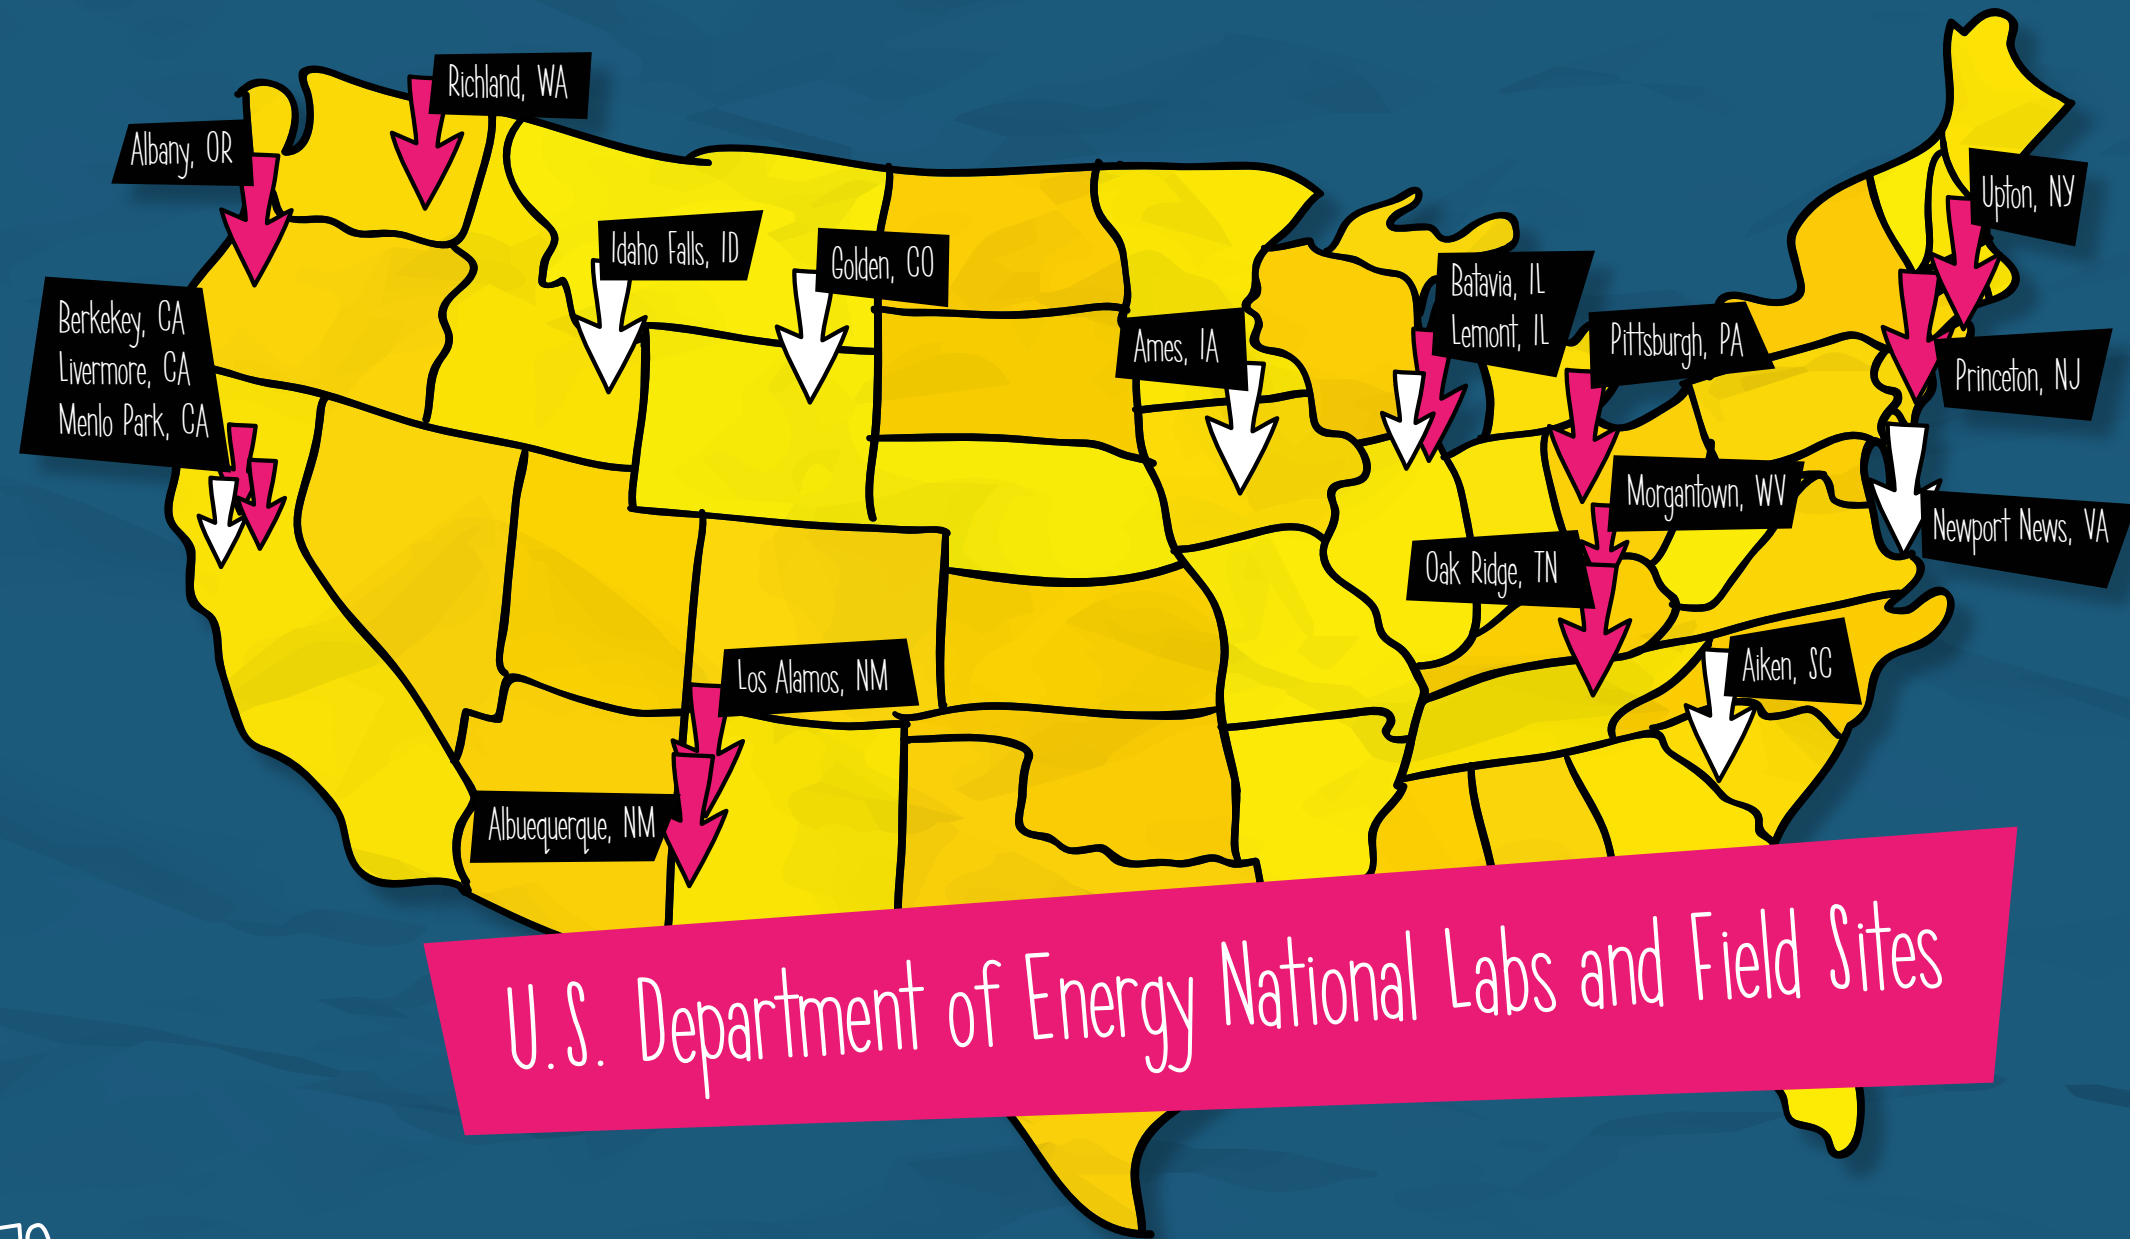 Richland, WA
Albany, OR
Idaho Falls, ID
Golden, CO
Upton, NY
Berkekey, CA
Livermore, CA
Menlo Park, CA
Batavia, IL
Lemont, IL
Ames, IA
Pittsburgh, PA
Princeton, NJ
Morgantown, WV
Newport News, VA
Oak Ridge, TN
Los Alamos, NM
Aiken, SC
Albuequerque, NM
U.S. Department of Energy National Labs and Field Sites